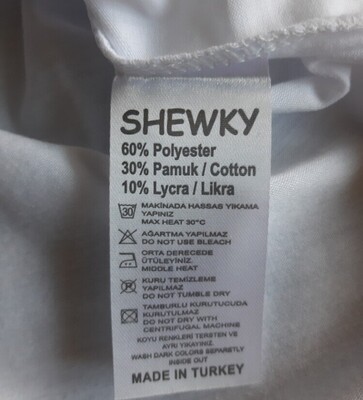 SHEWKY
60% Polyester
30% Pamuk / Cotton
10% Lycra / Likra
30
MAKİNADA HASSAS YIKAMA
YAPINIZ
MAX HEAT 30°C
AĞARTMA YAPILMAZ
DO NOT USE BLEACH
ORTA DERECEDE
ÜTÜLEYİNİZ.
MIDDLE HEAT
KURU TEMİZLEME
YAPILMAZ
DO NOT TUMBLE DRY
TAMBURLU KURUTUCUDA
KURUTULMAZ
DO NOT DRY WITH
CENTRIFUGAL MACHINE
KOYU RENKLERİ TERSTEN VE
AYRI YIKAYINIZ.
WASH DARK COLORS SEPARETLY
INSIDE OUT
MADE IN TURKEY